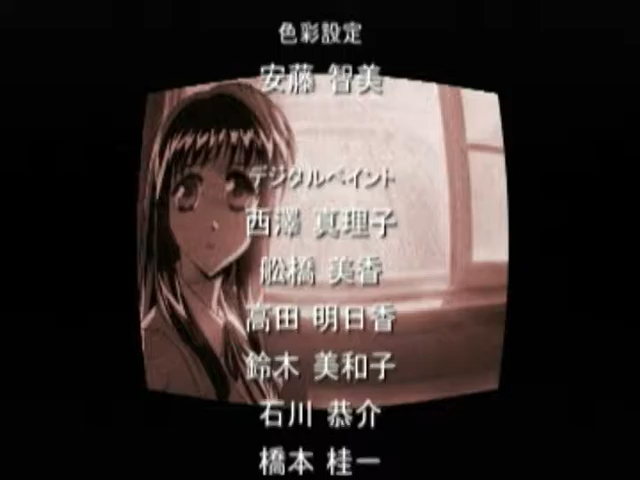 色彩設定
安藤 智美
デジタルペイント
西澤 真理子
舩橋 美香
高田 明日香
鈴木 美和子
石川 恭介
橋本 桂一